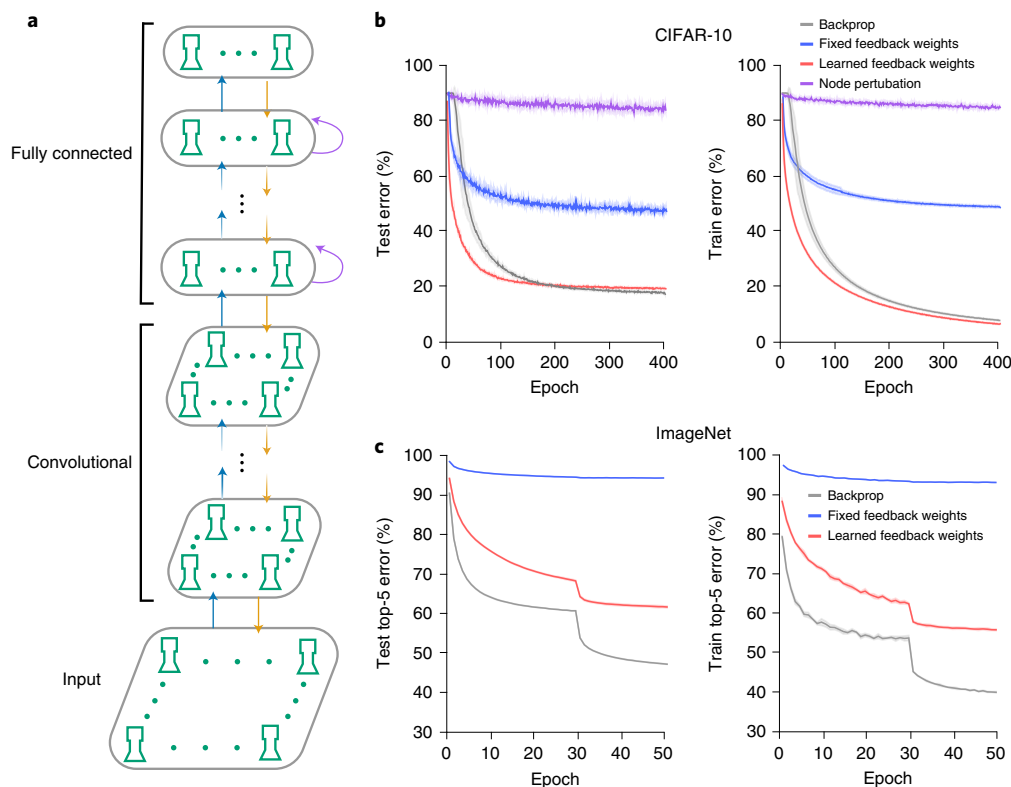 a
Fully connected
Convolutional
Input
b
CIFAR-10
Backprop
Fixed feedback weights
Learned feedback weights
Node pertubation
Test error (%)
100
80
60
40
20
0
0
100
200
300
400
Epoch
Train error (%)
100
80
60
40
20
0
0
100
200
300
400
Epoch
c
ImageNet
Test top-5 error (%)
100
90
80
70
60
50
40
30
0
10
20
30
40
50
Epoch
Train top-5 error (%)
100
90
80
70
60
50
40
30
0
10
20
30
40
50
Epoch
Backprop
Fixed feedback weights
Learned feedback weights